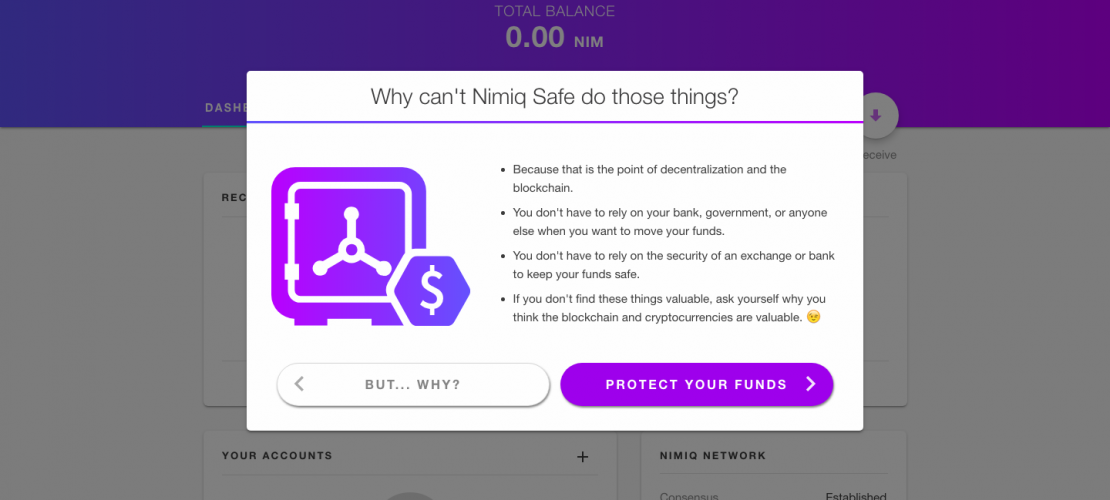 TOTAL BALANCE
0.00 NIM
Why can't Nimiq Safe do those things?
DASHB
eceive
REC
• Because that is the point of decentralization and the
blockchain.
• You don't have to rely on your bank, government, or anyone
else when you want to move your funds.
• You don't have to rely on the security of an exchange or bank
to keep your funds safe.
• If you don't find these things valuable, ask yourself why you
think the blockchain and cryptocurrencies are valuable. 😉
$
BUT... WHY?
PROTECT YOUR FUNDS
YOUR ACCOUNTS +
NIMIQ NETWORK
Consensus Established